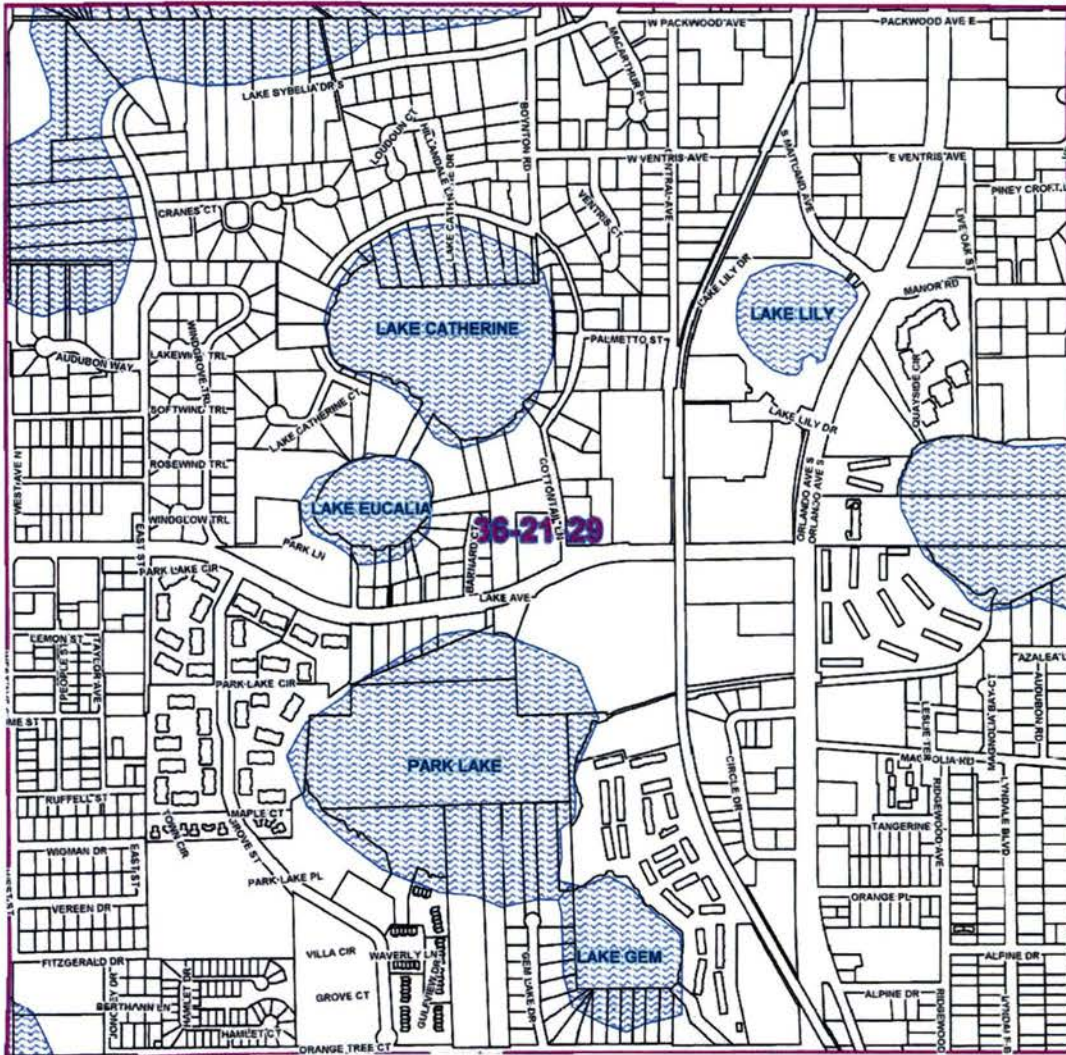 W PACKWOOD AVE
PACKWOOD AVE E
MACARTHUR PL
LAKE SYBELIA DR S
LOUDOUN CT
HILLANDALE LN
LAKE CATHERINE DR
BOYNTON RD
W VENTRIS AVE
S MAITLAND AVE
E VENTRIS AVE
PINEY CROFT L
CRANES CT
VENTRIS CT
CENTRAL AVE
LIVE OAK ST
LAKE LILY DR
MANOR RD
LAKE CATHERINE
LAKE LILY
PALMETTO ST
WINDGROVE TRL
LAKEWIND TRL
AUDUBON WAY
QUAYSIDE CIR
SOFTWIND TRL
LAKE CATHERINE CT
LAKE LILY DR
WEST AVE N
ROSEWIND TRL
COTTONTAIL LN
ORLANDO AVE S
ORLANDO AVE S
LAKE EUCALIA
WINDGLOW TRL
36-21-29
EAST ST
PARK LN
BARNARD CT
PARK LAKE CIR
LAKE AVE
LEMON ST
PEOPLE ST
TAYLOR AVE
AZALEA L
PARK LAKE CIR
MAGNOLIA BAY CT
AUDUBON RD
LESLIE TER
ME ST
PARK LAKE
CIRCLE DR
MAGNOLIA RD
RUFFELL ST
TOWN CIR
MAPLE CT
GROVE ST
RIDGEWOOD AVE
LYNDALE BLVD
TANGERINE
WIGMAN DR
EAST ST
PARK LAKE PL
ORANGE PL
VEREEN DR
VILLA CIR
WAVERLY LN
LAKE GEM
FITZGERALD DR
ALPINE DR
HAMLET DR
GULFVIEW DR
GEM LAKE DR
GROVE CT
ALPINE DR
BERTHANN LN
RIDGEWOOD
HAMLET CT
ORANGE TREE CT